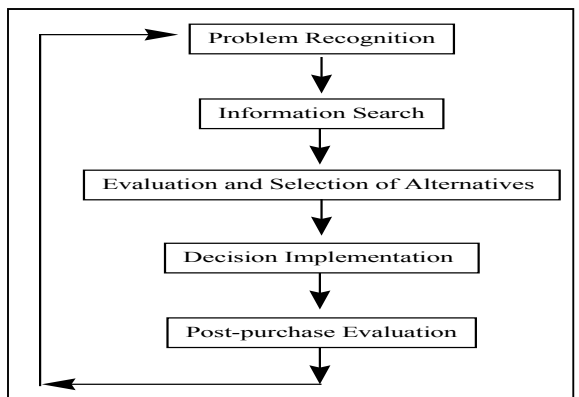 Problem Recognition
Information Search
Evaluation and Selection of Alternatives
Decision Implementation
Post-purchase Evaluation